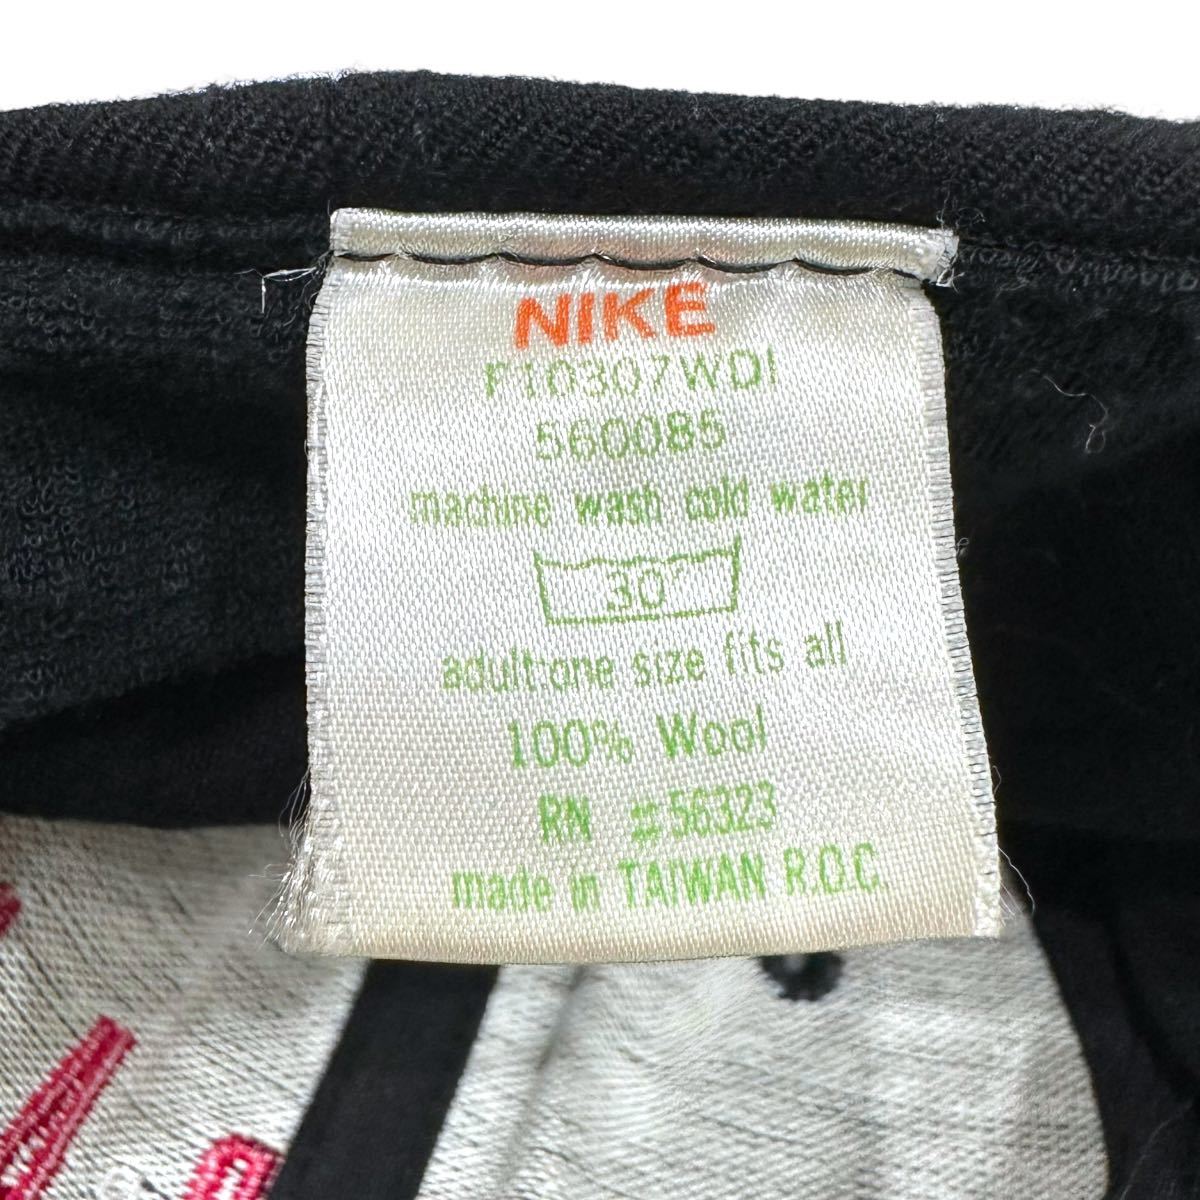 NIKE
F10307WDI
560085
machine wash cold water
30°
adult:one size fits all
100% Wool
RN #56323
made in TAIWAN R.O.C.